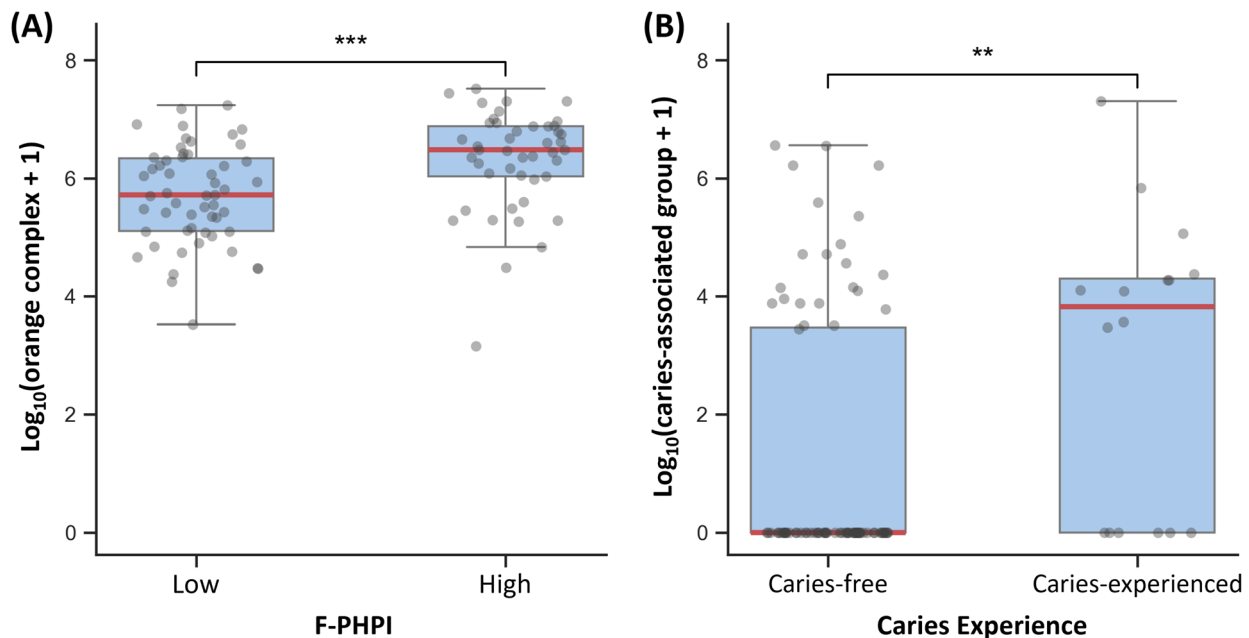 (A)
***
8
6
4
2
0
Log10(orange complex + 1)
Low
High
F-PHPI
(B)
**
8
6
4
2
0
Log10(caries-associated group + 1)
Caries-free
Caries-experienced
Caries Experience